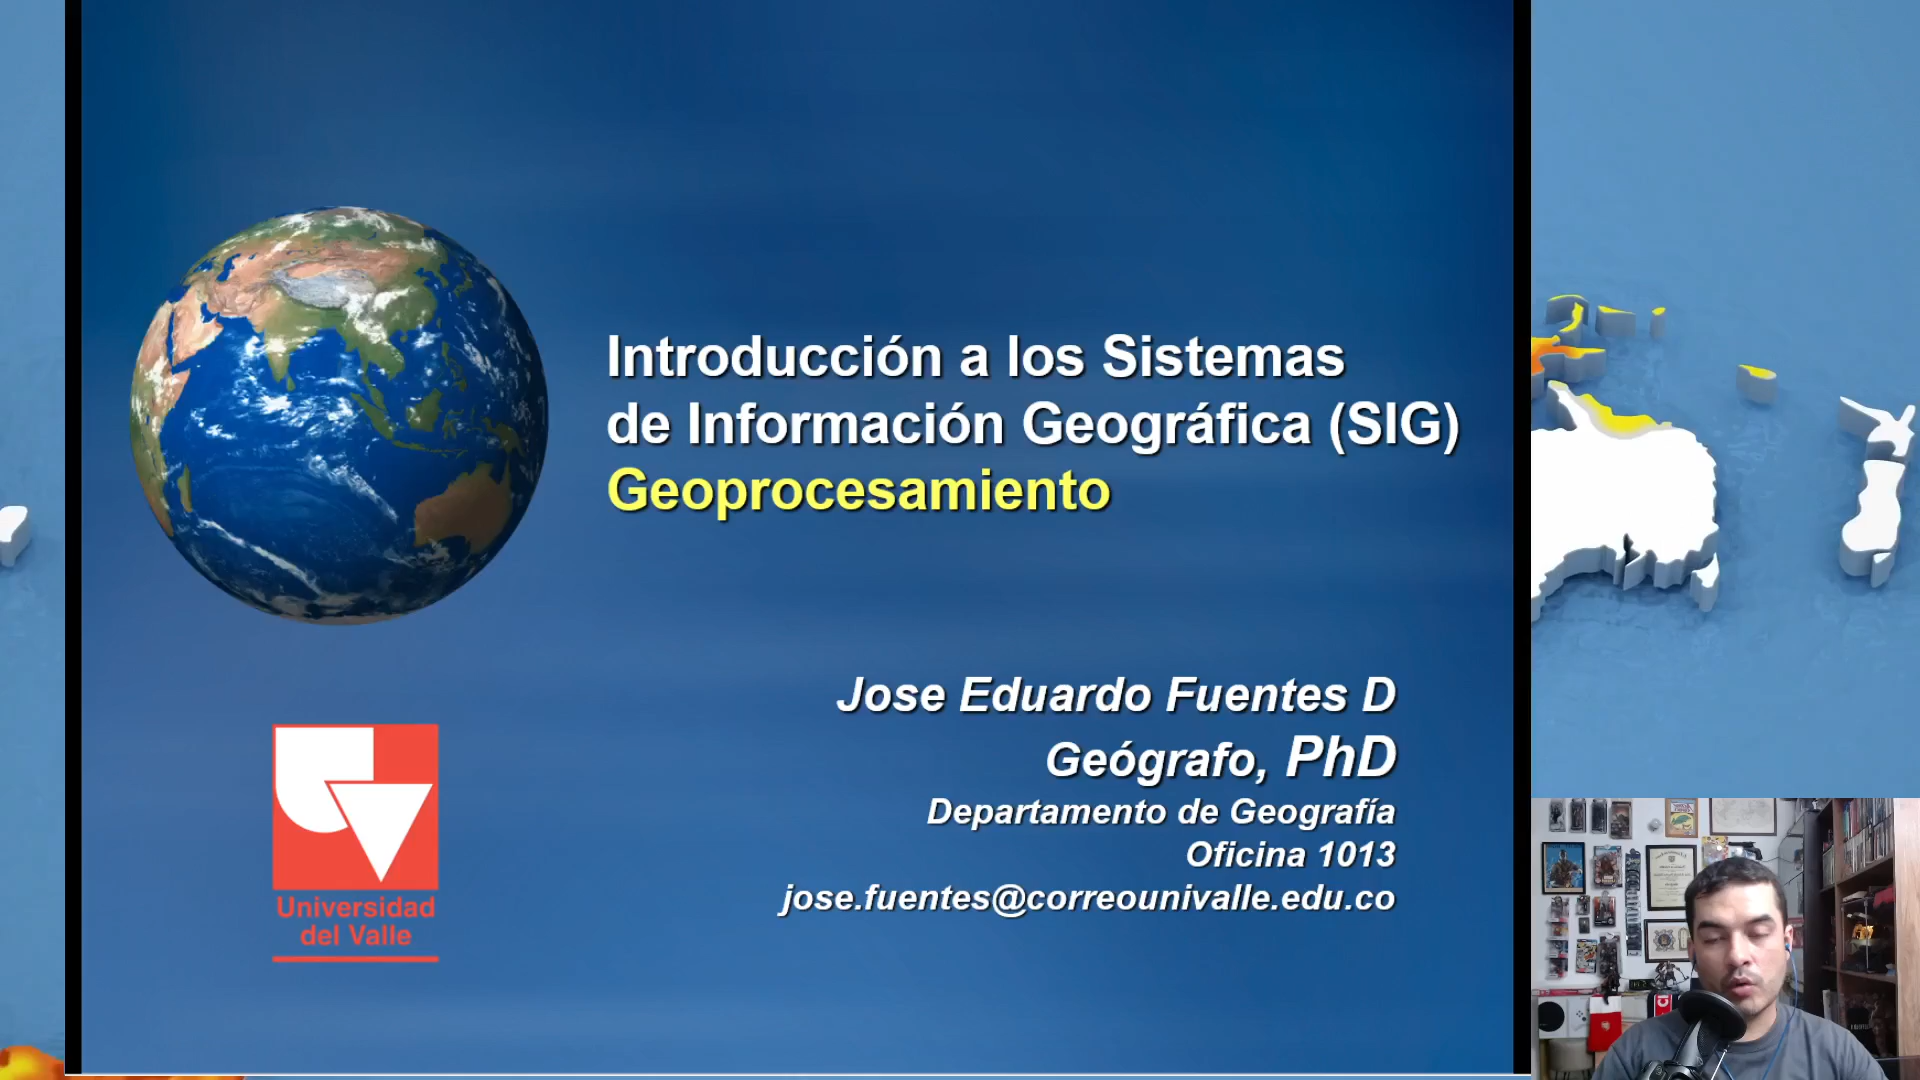 Introducción a los Sistemas
de Información Geográfica (SIG)
Geoprocesamiento
Jose Eduardo Fuentes D
Geógrafo, PhD
Departamento de Geografía
Oficina 1013
jose.fuentes@correounivalle.edu.co
Universidad
del Valle